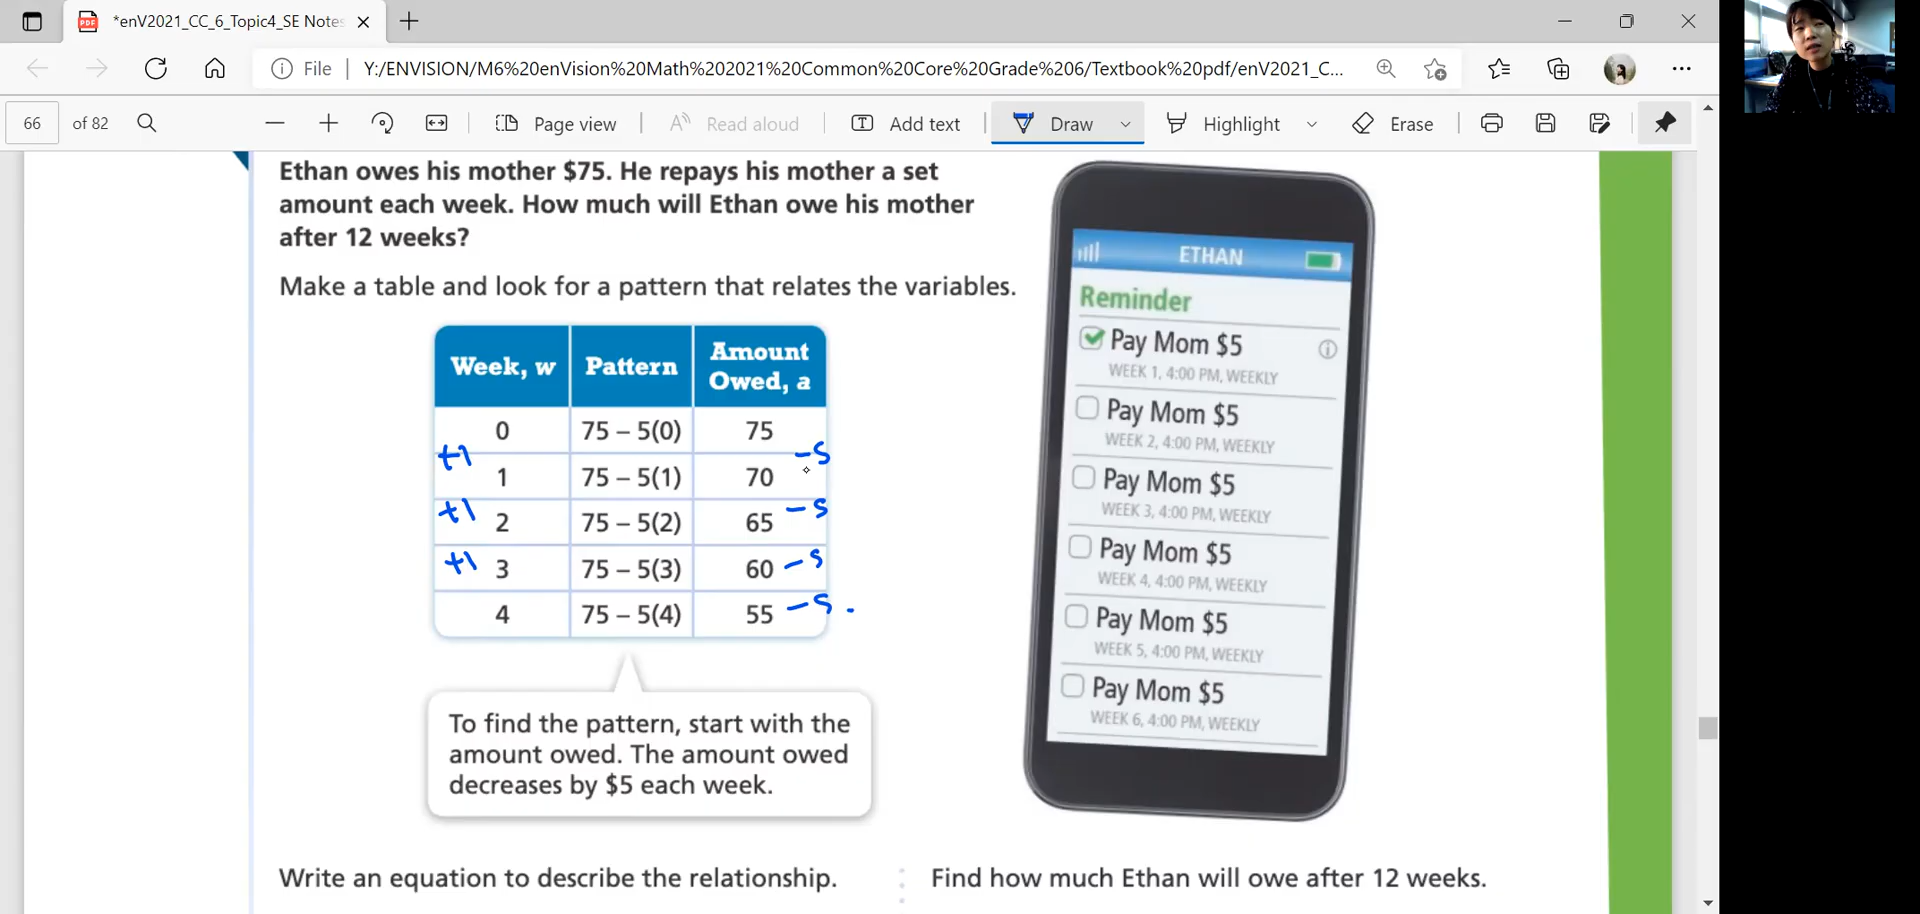 *enV2021_CC_6_Topic4_SE Notes
File
Y:/ENVISION/M6%20enVision%20Math%202021%20Common%20Core%20Grade%206/Textbook%20pdf/enV2021_C...
66 of 82
Page view
Read aloud
Add text
Draw
Highlight
Erase
Ethan owes his mother $75. He repays his mother a set
amount each week. How much will Ethan owe his mother
after 12 weeks?
Make a table and look for a pattern that relates the variables.
Week, w Pattern Amount Owed, a
0 75 – 5(0) 75
+1 -5
1 75 – 5(1) 70
+1 -5
2 75 – 5(2) 65
+1 -5
3 75 – 5(3) 60
-5
4 75 – 5(4) 55
To find the pattern, start with the
amount owed. The amount owed
decreases by $5 each week.
ETHAN
Reminder
Pay Mom $5
WEEK 1, 4:00 PM, WEEKLY
Pay Mom $5
WEEK 2, 4:00 PM, WEEKLY
Pay Mom $5
WEEK 3, 4:00 PM, WEEKLY
Pay Mom $5
WEEK 4, 4:00 PM, WEEKLY
Pay Mom $5
WEEK 5, 4:00 PM, WEEKLY
Pay Mom $5
WEEK 6, 4:00 PM, WEEKLY
Write an equation to describe the relationship.
Find how much Ethan will owe after 12 weeks.